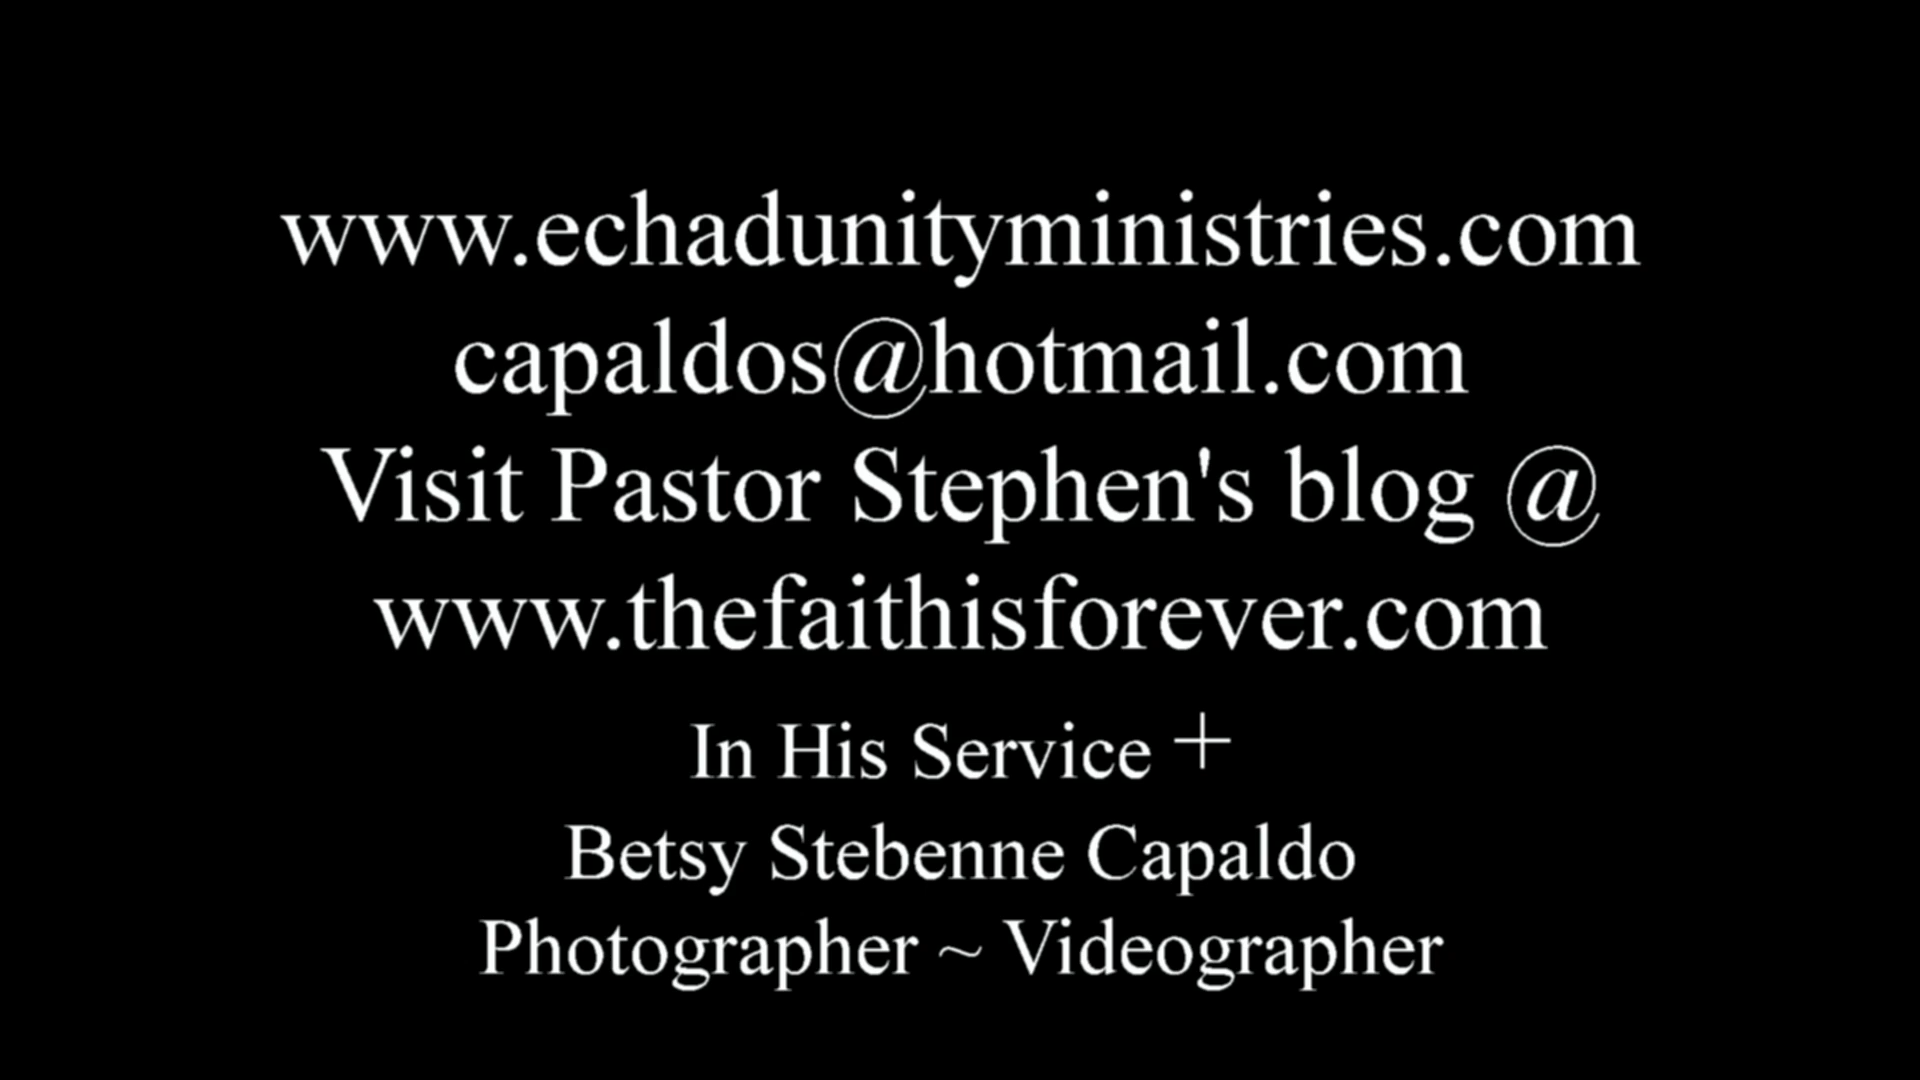 www.echadunityministries.com
capaldos@hotmail.com
Visit Pastor Stephen's blog @
www.thefaithisforever.com
In His Service +
Betsy Stebenne Capaldo
Photographer ~ Videographer